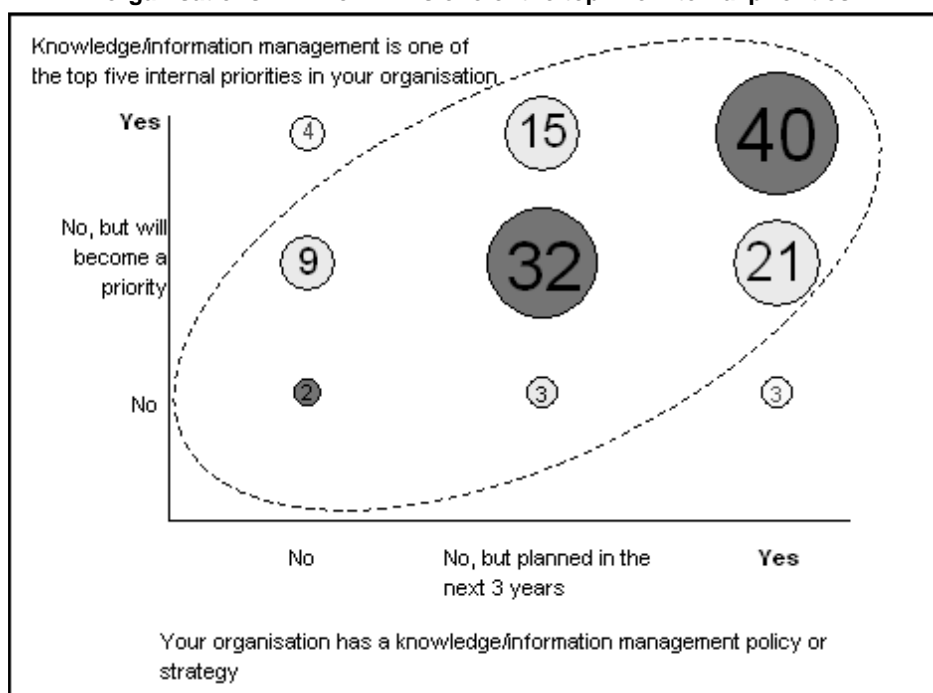 Knowledge/information management is one of
the top five internal priorities in your organisation
Yes
4
15
40
No, but will
become a
priority
9
32
21
No
2
3
3
No
No, but planned in the
next 3 years
Yes
Your organisation has a knowledge/information management policy or
strategy